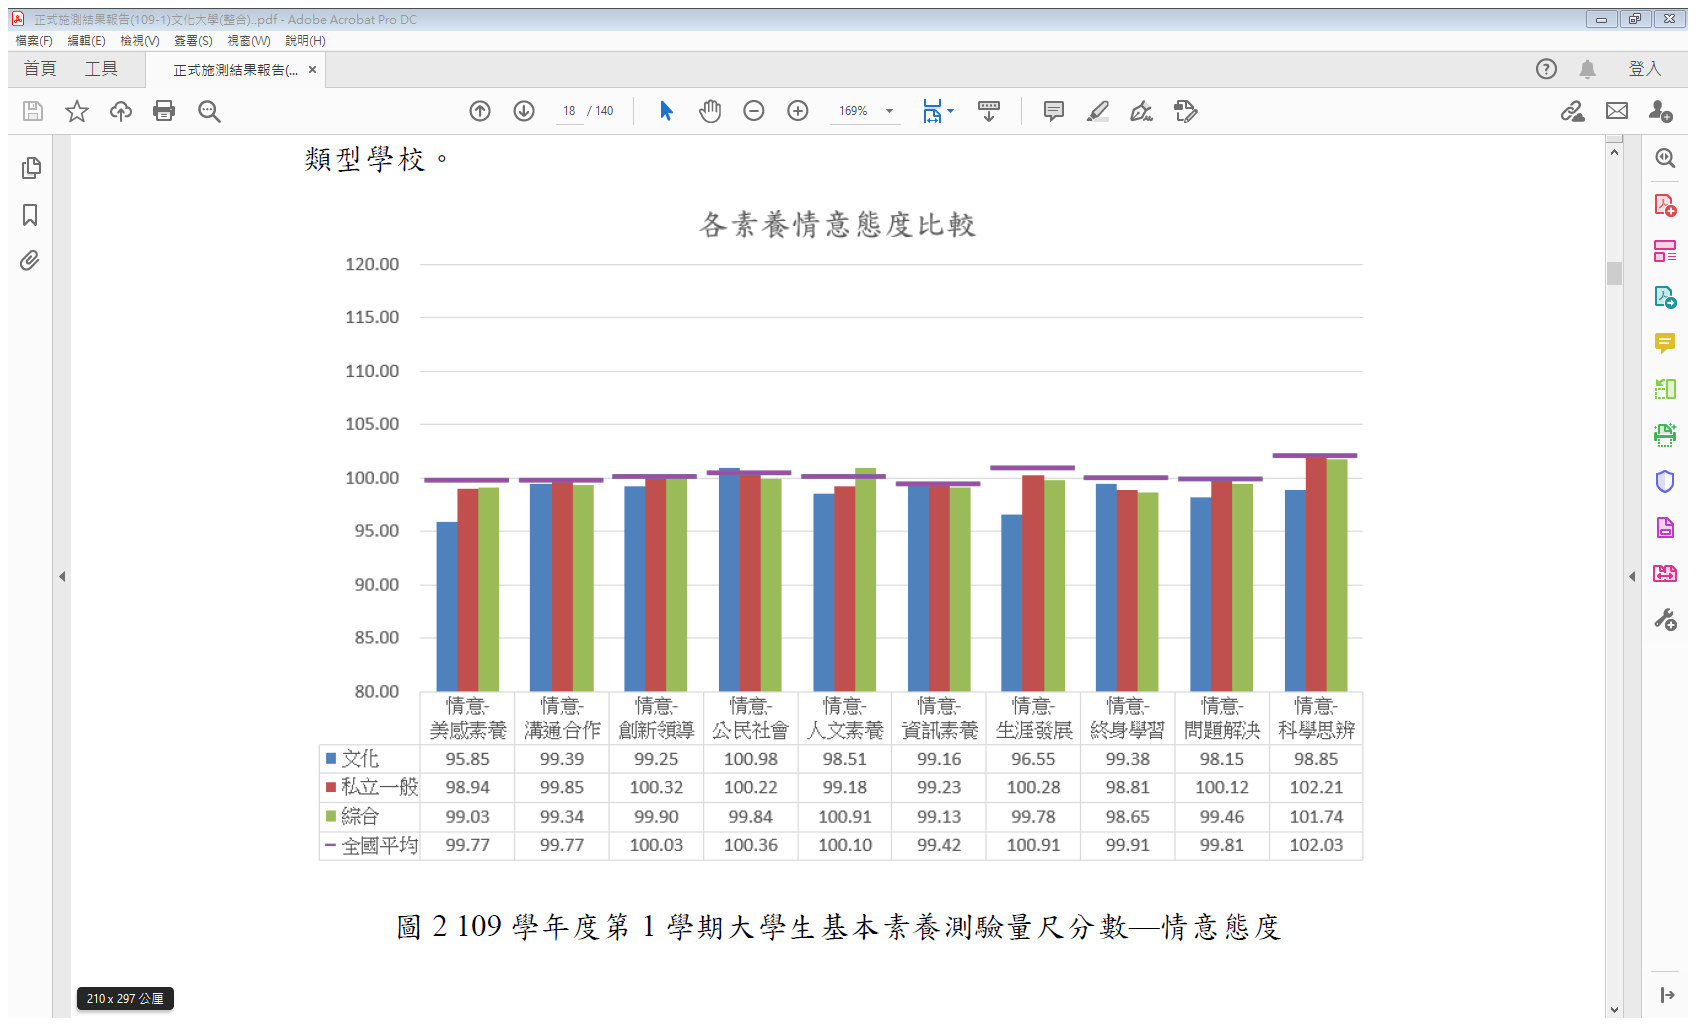 正式施測結果報告(109-1)文化大學(整合)..pdf - Adobe Acrobat Pro DC
檔案(F) 編輯(E) 檢視(V) 簽署(S) 視窗(W) 說明(H)
首頁 工具 正式施測結果報告(... × 登入
18 / 140 169%
類型學校。
各素養情意態度比較
120.00
115.00
110.00
105.00
100.00
95.00
90.00
85.00
80.00
情意- 情意- 情意- 情意- 情意- 情意- 情意- 情意- 情意- 情意-
美感素養 溝通合作 創新領導 公民社會 人文素養 資訊素養 生涯發展 終身學習 問題解決 科學思辨
文化 95.85 99.39 99.25 100.98 98.51 99.16 96.55 99.38 98.15 98.85
私立一般 98.94 99.85 100.32 100.22 99.18 99.23 100.28 98.81 100.12 102.21
綜合 99.03 99.34 99.90 99.84 100.91 99.13 99.78 98.65 99.46 101.74
全國平均 99.77 99.77 100.03 100.36 100.10 99.42 100.91 99.91 99.81 102.03
圖 2 109 學年度第 1 學期大學生基本素養測驗量尺分數—情意態度
210 x 297 公厘